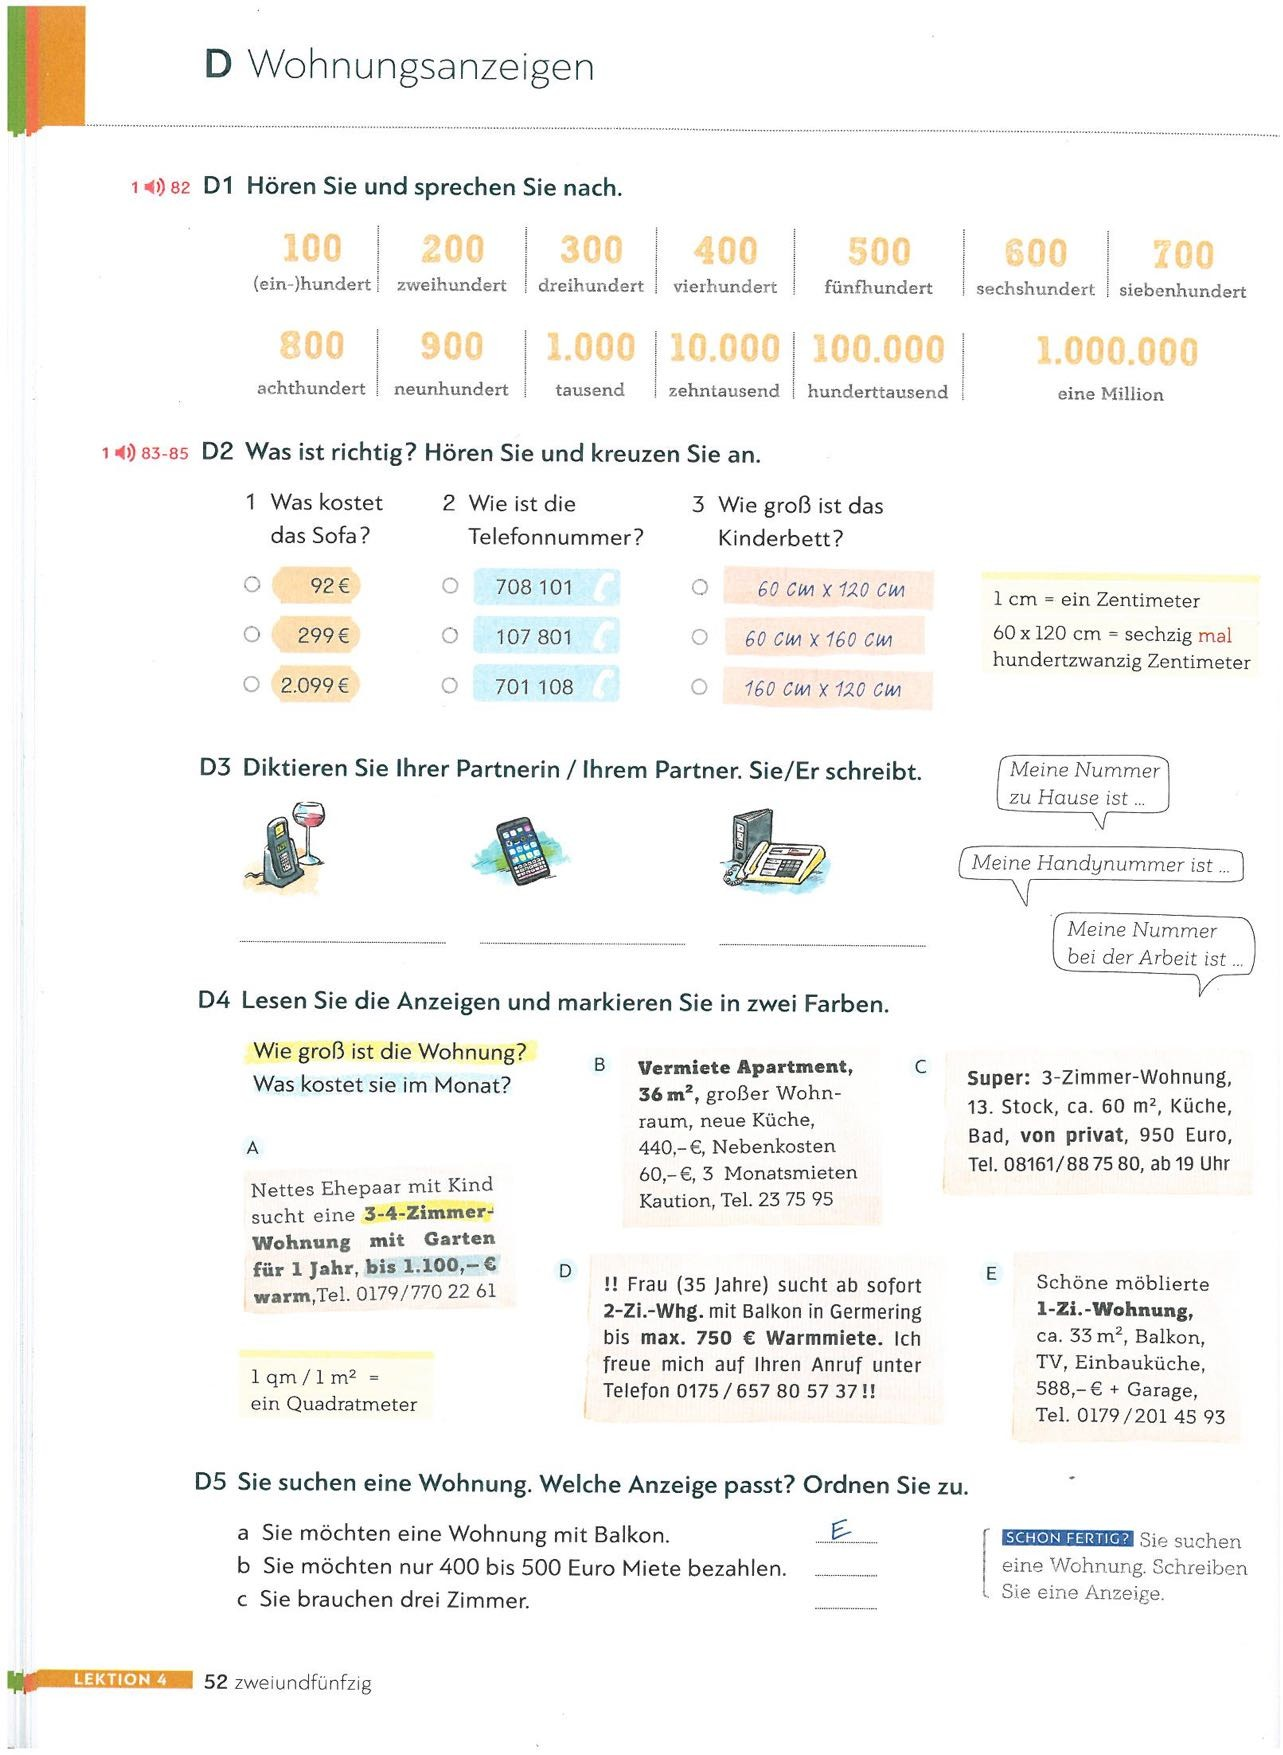 D Wohnungsanzeigen
1 82 D1 Hören Sie und sprechen Sie nach.
100 200 300 400 500 600 700
(ein-)hundert zweihundert dreihundert vierhundert fünfhundert sechshundert siebenhundert
800 900 1.000 10.000 100.000 1.000.000
achthundert neunhundert tausend zehntausend hunderttausend eine Million
1 83-85 D2 Was ist richtig? Hören Sie und kreuzen Sie an.
1 Was kostet
das Sofa?
92 €
299 €
2.099 €
2 Wie ist die
Telefonnummer?
708 101
107 801
701 108
3 Wie groß ist das
Kinderbett?
60 cm x 120 cm
60 cm x 160 cm
160 cm x 120 cm
1 cm = ein Zentimeter
60 x 120 cm = sechzig mal
hundertzwanzig Zentimeter
D3 Diktieren Sie Ihrer Partnerin / Ihrem Partner. Sie/Er schreibt.
Meine Nummer
zu Hause ist ...
Meine Handynummer ist ...
Meine Nummer
bei der Arbeit ist ...
D4 Lesen Sie die Anzeigen und markieren Sie in zwei Farben.
Wie groß ist die Wohnung?
Was kostet sie im Monat?
A
Nettes Ehepaar mit Kind
sucht eine 3-4-Zimmer-
Wohnung mit Garten
für 1 Jahr, bis 1.100,– €
warm,Tel. 0179/770 22 61
1 qm / 1 m² =
ein Quadratmeter
B
Vermiete Apartment,
36 m², großer Wohn-
raum, neue Küche,
440,– €, Nebenkosten
60,– €, 3 Monatsmieten
Kaution, Tel. 23 75 95
C
Super: 3-Zimmer-Wohnung,
13. Stock, ca. 60 m², Küche,
Bad, von privat, 950 Euro,
Tel. 08161/88 75 80, ab 19 Uhr
D
!! Frau (35 Jahre) sucht ab sofort
2-Zi.-Whg. mit Balkon in Germering
bis max. 750 € Warmmiete. Ich
freue mich auf Ihren Anruf unter
Telefon 0175 / 657 80 57 37 !!
E
Schöne möblierte
1-Zi.-Wohnung,
ca. 33 m², Balkon,
TV, Einbauküche,
588,– € + Garage,
Tel. 0179/201 45 93
D5 Sie suchen eine Wohnung. Welche Anzeige passt? Ordnen Sie zu.
a Sie möchten eine Wohnung mit Balkon. E
b Sie möchten nur 400 bis 500 Euro Miete bezahlen.
c Sie brauchen drei Zimmer.
SCHON FERTIG? Sie suchen
eine Wohnung. Schreiben
Sie eine Anzeige.
LEKTION 4 52 zweiundfünfzig